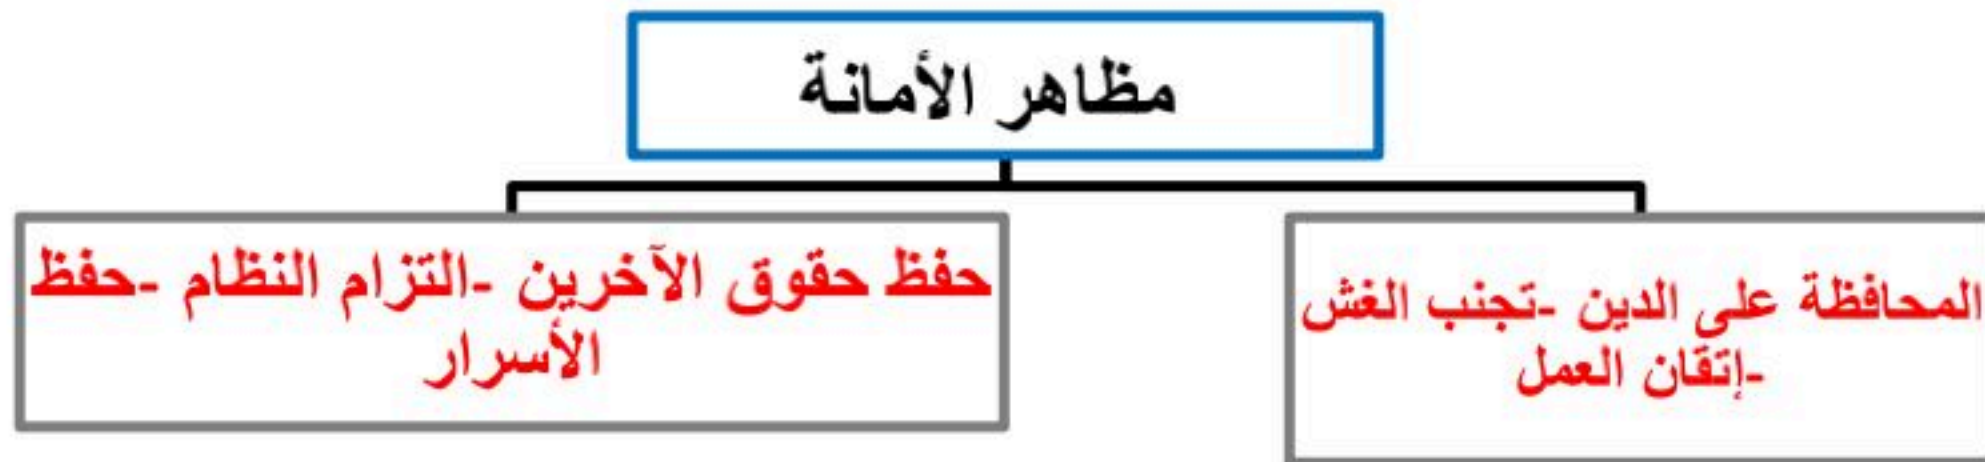 مظاهر الأمانة
المحافظة على الدين -تجنب الغش
-إتقان العمل
حفظ حقوق الآخرين -التزام النظام -حفظ
الأسرار